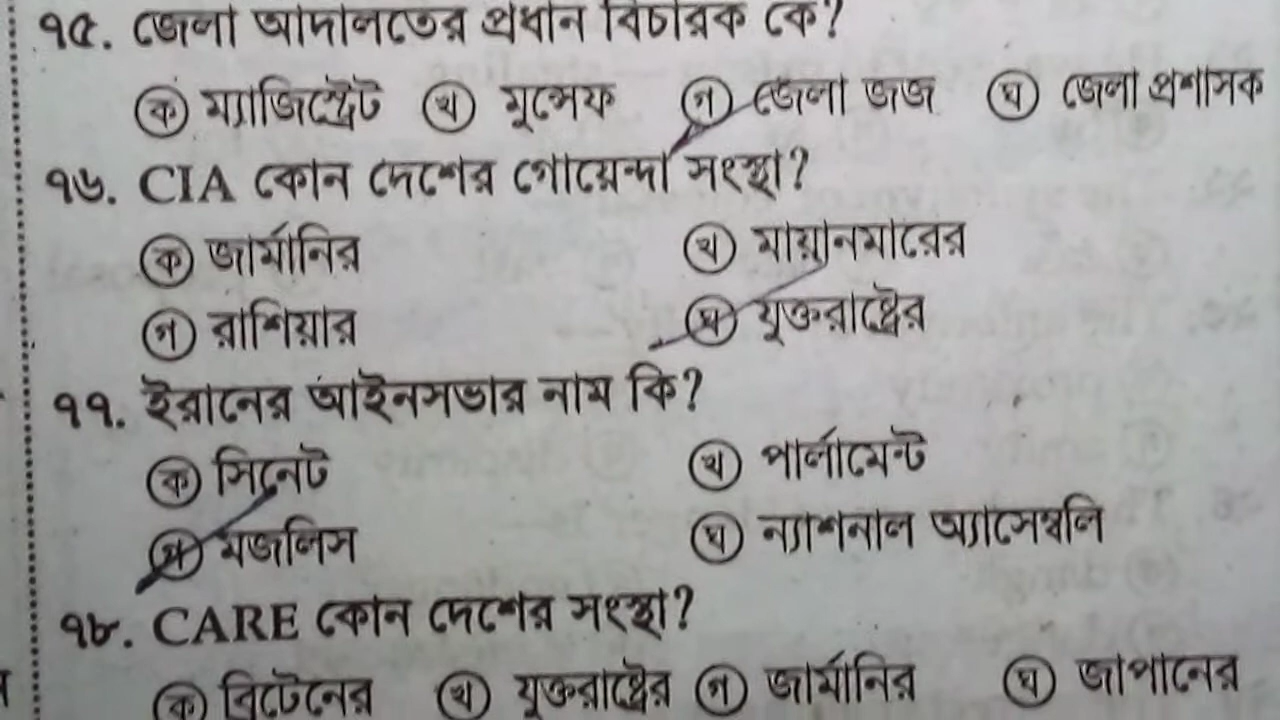 ৭৫. জেলা আদালতের প্রধান বিচারক কে?
ক ম্যাজিস্ট্রেট খ মুন্সেফ গ জেলা জজ ঘ জেলা প্রশাসক
৭৬. CIA কোন দেশের গোয়েন্দা সংস্থা?
ক জার্মানির খ মায়ানমারের
গ রাশিয়ার ঘ যুক্তরাষ্ট্রের
৭৭. ইরানের আইনসভার নাম কি?
ক সিনেট খ পার্লামেন্ট
গ মজলিস ঘ ন্যাশনাল অ্যাসেম্বলি
৭৮. CARE কোন দেশের সংস্থা?
ক ব্রিটেনের খ যুক্তরাষ্ট্রের গ জার্মানির ঘ জাপানের